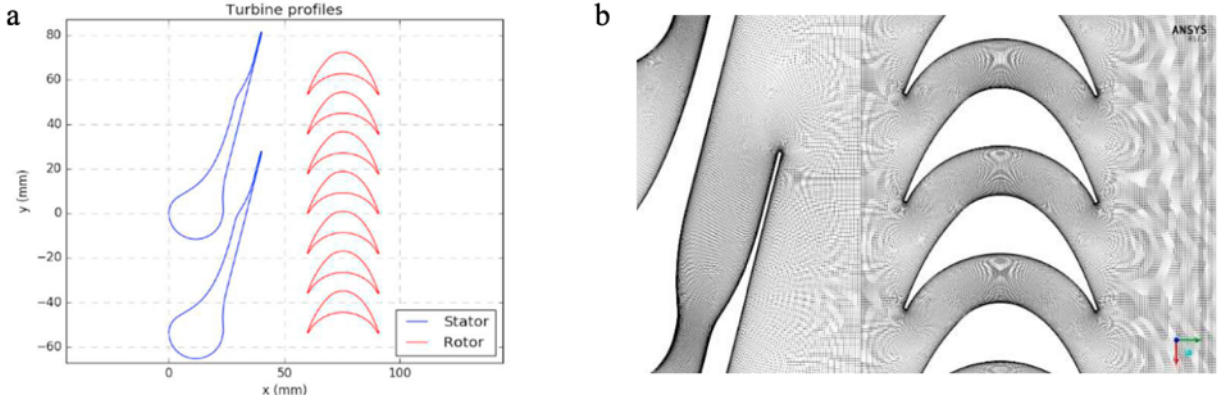 a
Turbine profiles
80
60
40
20
0
−20
−40
−60
y (mm)
0
50
100
x (mm)
Stator
Rotor
b
ANSYS